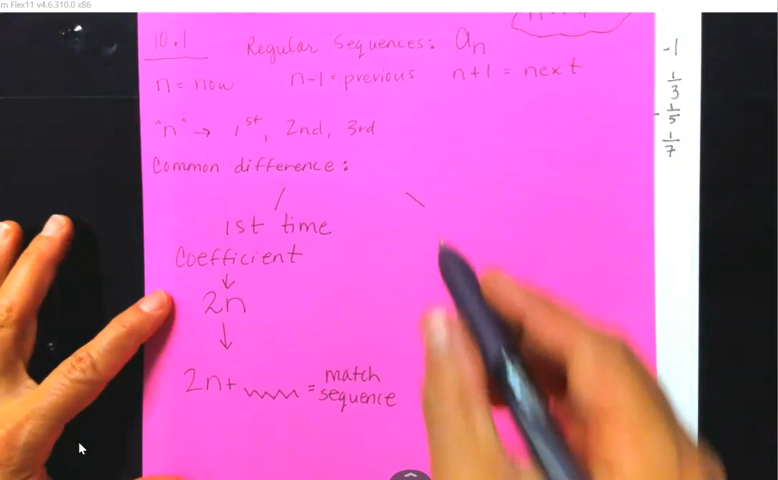 m Flex11 v4.6.310.0 x86
10.1 Regular Sequences: an
n = now n-1 = previous n+1 = next
"n" → 1st, 2nd, 3rd
Common difference:
1st time
Coefficient
↓
2n
↓
2n+ = match
sequence
-1
1/3
-1/5
1/7